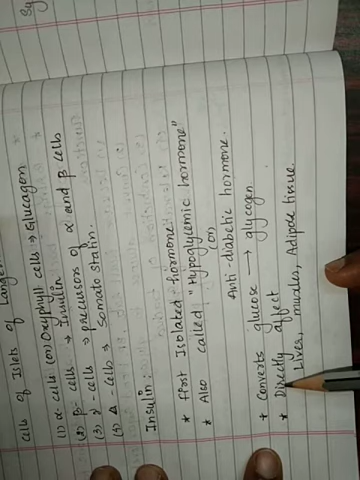 Cells of Islets of Langer
(1) α-cells (or) Oxyphyll cells → Glucagon
(2) β-cells → Insulin
(3) γ-cells → precursors of α and β cells
(4) Δ-cells → Somato statin.
Insulin
* First Isolated hormone
* Also called "Hypoglycemic hormone"
(or)
Anti-diabetic hormone.
* Converts glucose → glycogen
* Directly affect
Liver, muscles, Adipose tissue.